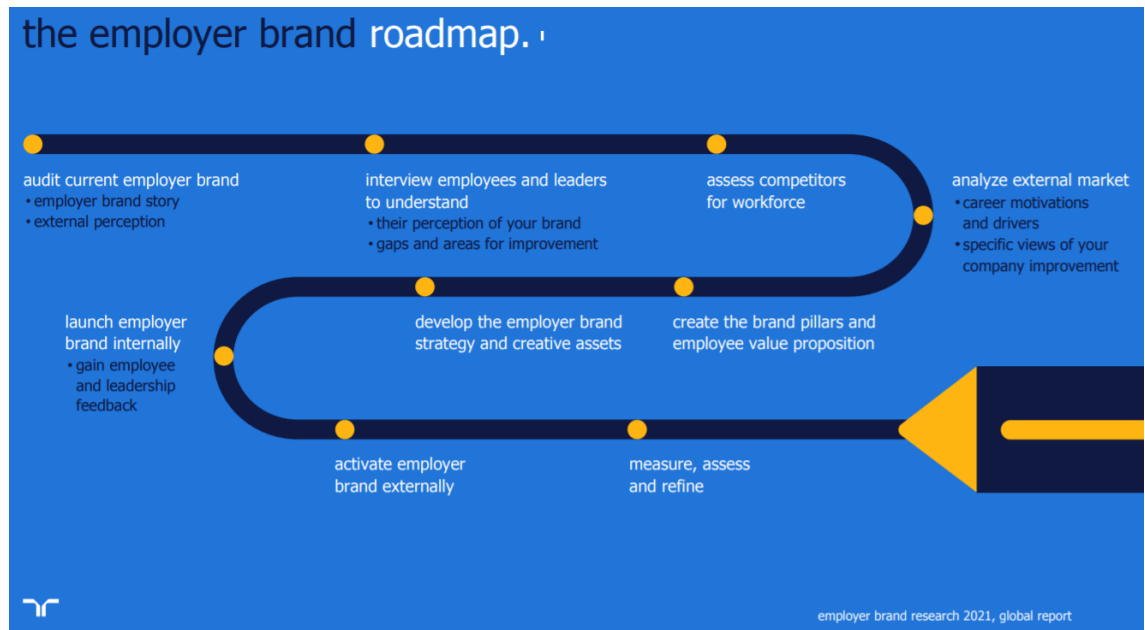 the employer brand roadmap.
audit current employer brand
• employer brand story
• external perception
interview employees and leaders
to understand
• their perception of your brand
• gaps and areas for improvement
assess competitors
for workforce
analyze external market
• career motivations
and drivers
• specific views of your
company improvement
create the brand pillars and
employee value proposition
develop the employer brand
strategy and creative assets
launch employer
brand internally
• gain employee
and leadership
feedback
activate employer
brand externally
measure, assess
and refine
employer brand research 2021, global report